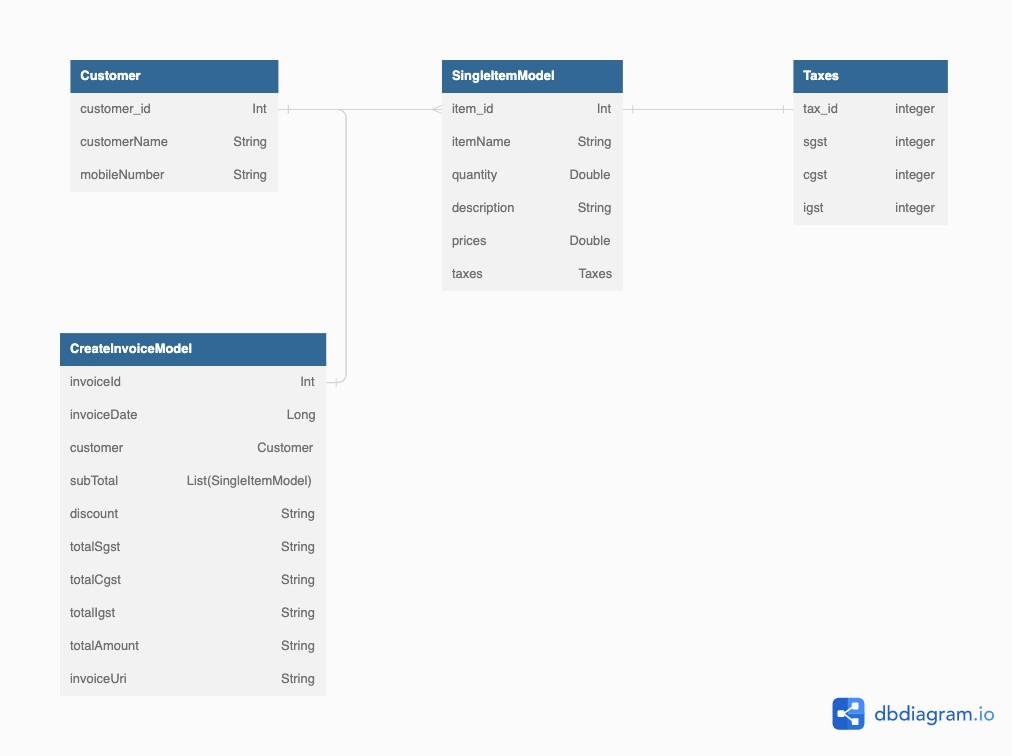 Customer
customer_id Int
customerName String
mobileNumber String
SingleItemModel
item_id Int
itemName String
quantity Double
description String
prices Double
taxes Taxes
Taxes
tax_id integer
sgst integer
cgst integer
igst integer
CreateInvoiceModel
invoiceId Int
invoiceDate Long
customer Customer
subTotal List(SingleItemModel)
discount String
totalSgst String
totalCgst String
totalIgst String
totalAmount String
invoiceUri String
dbdiagram.io